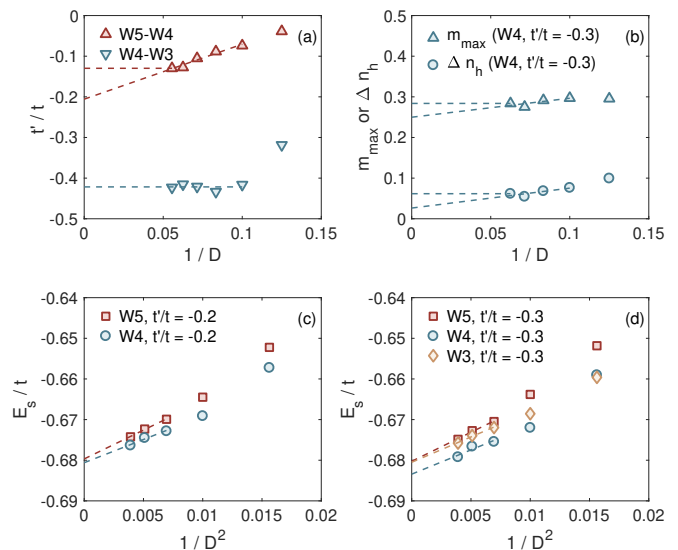 0
-0.1
-0.2
-0.3
-0.4
-0.5
t' / t
W5-W4
W4-W3
(a)
0 0.05 0.1 0.15
1 / D
0.5
0.4
0.3
0.2
0.1
0
m_max or Δ n_h
m_max (W4, t'/t = -0.3)
Δ n_h (W4, t'/t = -0.3)
(b)
0 0.05 0.1 0.15
1 / D
-0.64
-0.65
-0.66
-0.67
-0.68
-0.69
E_s / t
W5, t'/t = -0.2
W4, t'/t = -0.2
(c)
0 0.005 0.01 0.015 0.02
1 / D^2
-0.64
-0.65
-0.66
-0.67
-0.68
-0.69
E_s / t
W5, t'/t = -0.3
W4, t'/t = -0.3
W3, t'/t = -0.3
(d)
0 0.005 0.01 0.015 0.02
1 / D^2